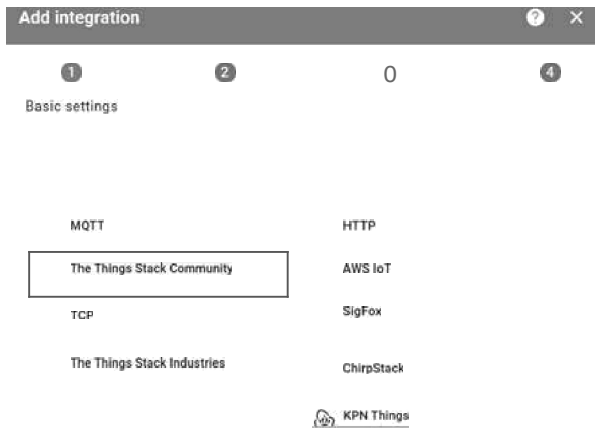 Add integration ? ×
1 2 0 4
Basic settings
MQTT HTTP
The Things Stack Community AWS IoT
TCP SigFox
The Things Stack Industries ChirpStack
KPN Things